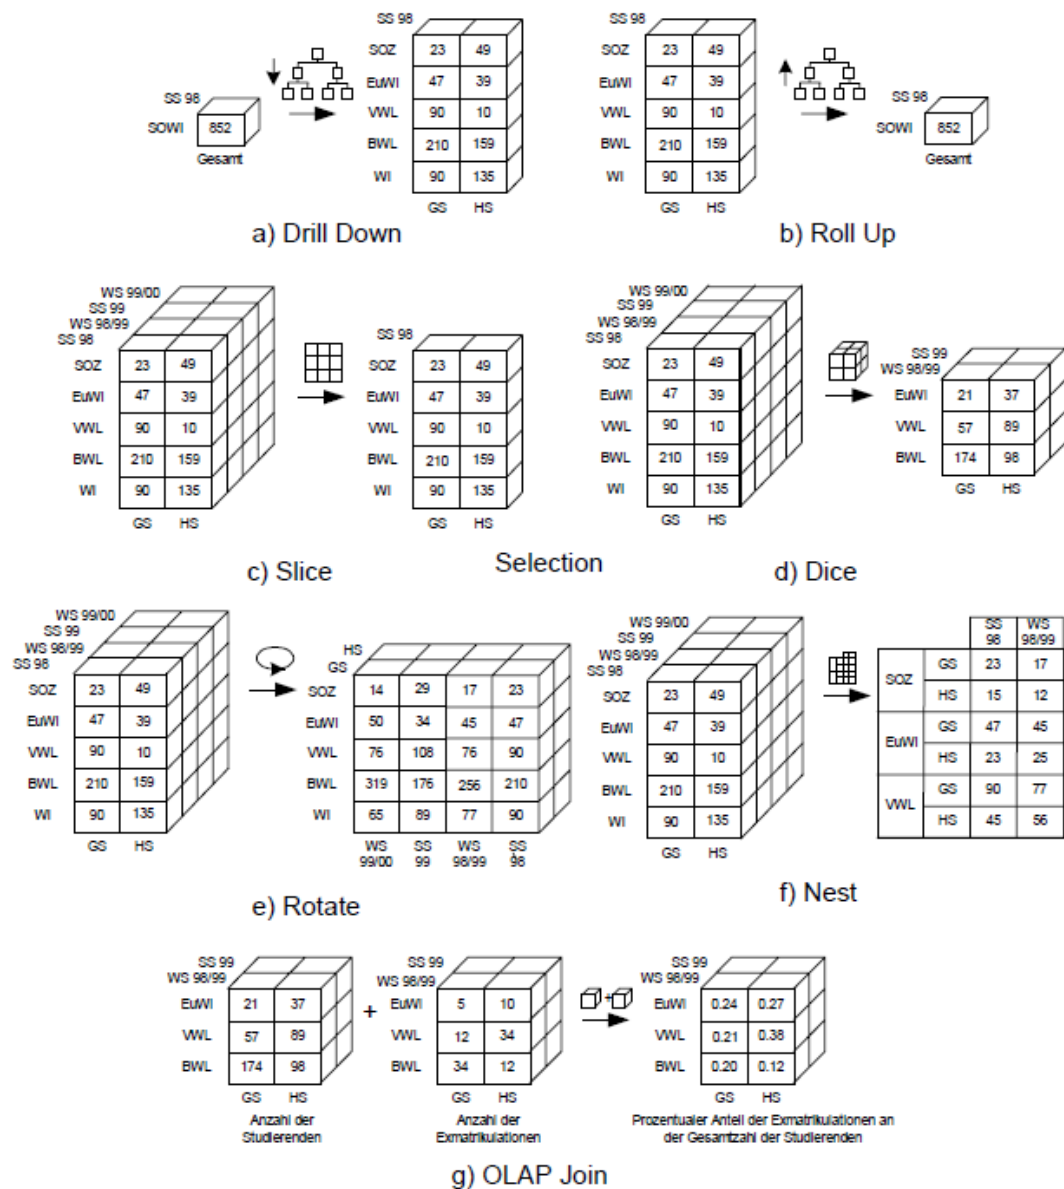 SS 98
SOZ 23 49
EuWI 47 39
VWL 90 10
BWL 210 159
WI 90 135
GS HS
SS 98
SOWI 852
Gesamt
a) Drill Down
SS 98
SOZ 23 49
EuWI 47 39
VWL 90 10
BWL 210 159
WI 90 135
GS HS
SS 98
SOWI 852
Gesamt
b) Roll Up
WS 99/00
SS 99
WS 98/99
SS 98
SOZ 23 49
EuWI 47 39
VWL 90 10
BWL 210 159
WI 90 135
GS HS
SS 98
SOZ 23 49
EuWI 47 39
VWL 90 10
BWL 210 159
WI 90 135
GS HS
c) Slice
Selection
WS 99/00
SS 99
WS 98/99
SS 98
SOZ 23 49
EuWI 47 39
VWL 90 10
BWL 210 159
WI 90 135
GS HS
SS 99
WS 98/99
EuWI 21 37
VWL 57 89
BWL 174 98
GS HS
d) Dice
WS 99/00
SS 99
WS 98/99
SS 98
SOZ 23 49
EuWI 47 39
VWL 90 10
BWL 210 159
WI 90 135
GS HS
HS
GS
SOZ 14 29 17 23
EuWI 50 34 45 47
VWL 76 108 76 90
BWL 319 176 256 210
WI 65 89 77 90
WS SS WS SS
99/00 99 98/99 98
e) Rotate
WS 99/00
SS 99
WS 98/99
SS 98
SOZ 23 49
EuWI 47 39
VWL 90 10
BWL 210 159
WI 90 135
GS HS
SS WS
98 98/99
SOZ GS 23 17
HS 15 12
EuWI GS 47 45
HS 23 25
VWL GS 90 77
HS 45 56
f) Nest
SS 99
WS 98/99
EuWI 21 37
VWL 57 89
BWL 174 98
GS HS
Anzahl der
Studierenden
+
SS 99
WS 98/99
EuWI 5 10
VWL 12 34
BWL 34 12
GS HS
Anzahl der
Exmatrikulationen
+
SS 99
WS 98/99
EuWI 0.24 0.27
VWL 0.21 0.38
BWL 0.20 0.12
GS HS
Prozentualer Anteil der Exmatrikulationen an
der Gesamtzahl der Studierenden
g) OLAP Join